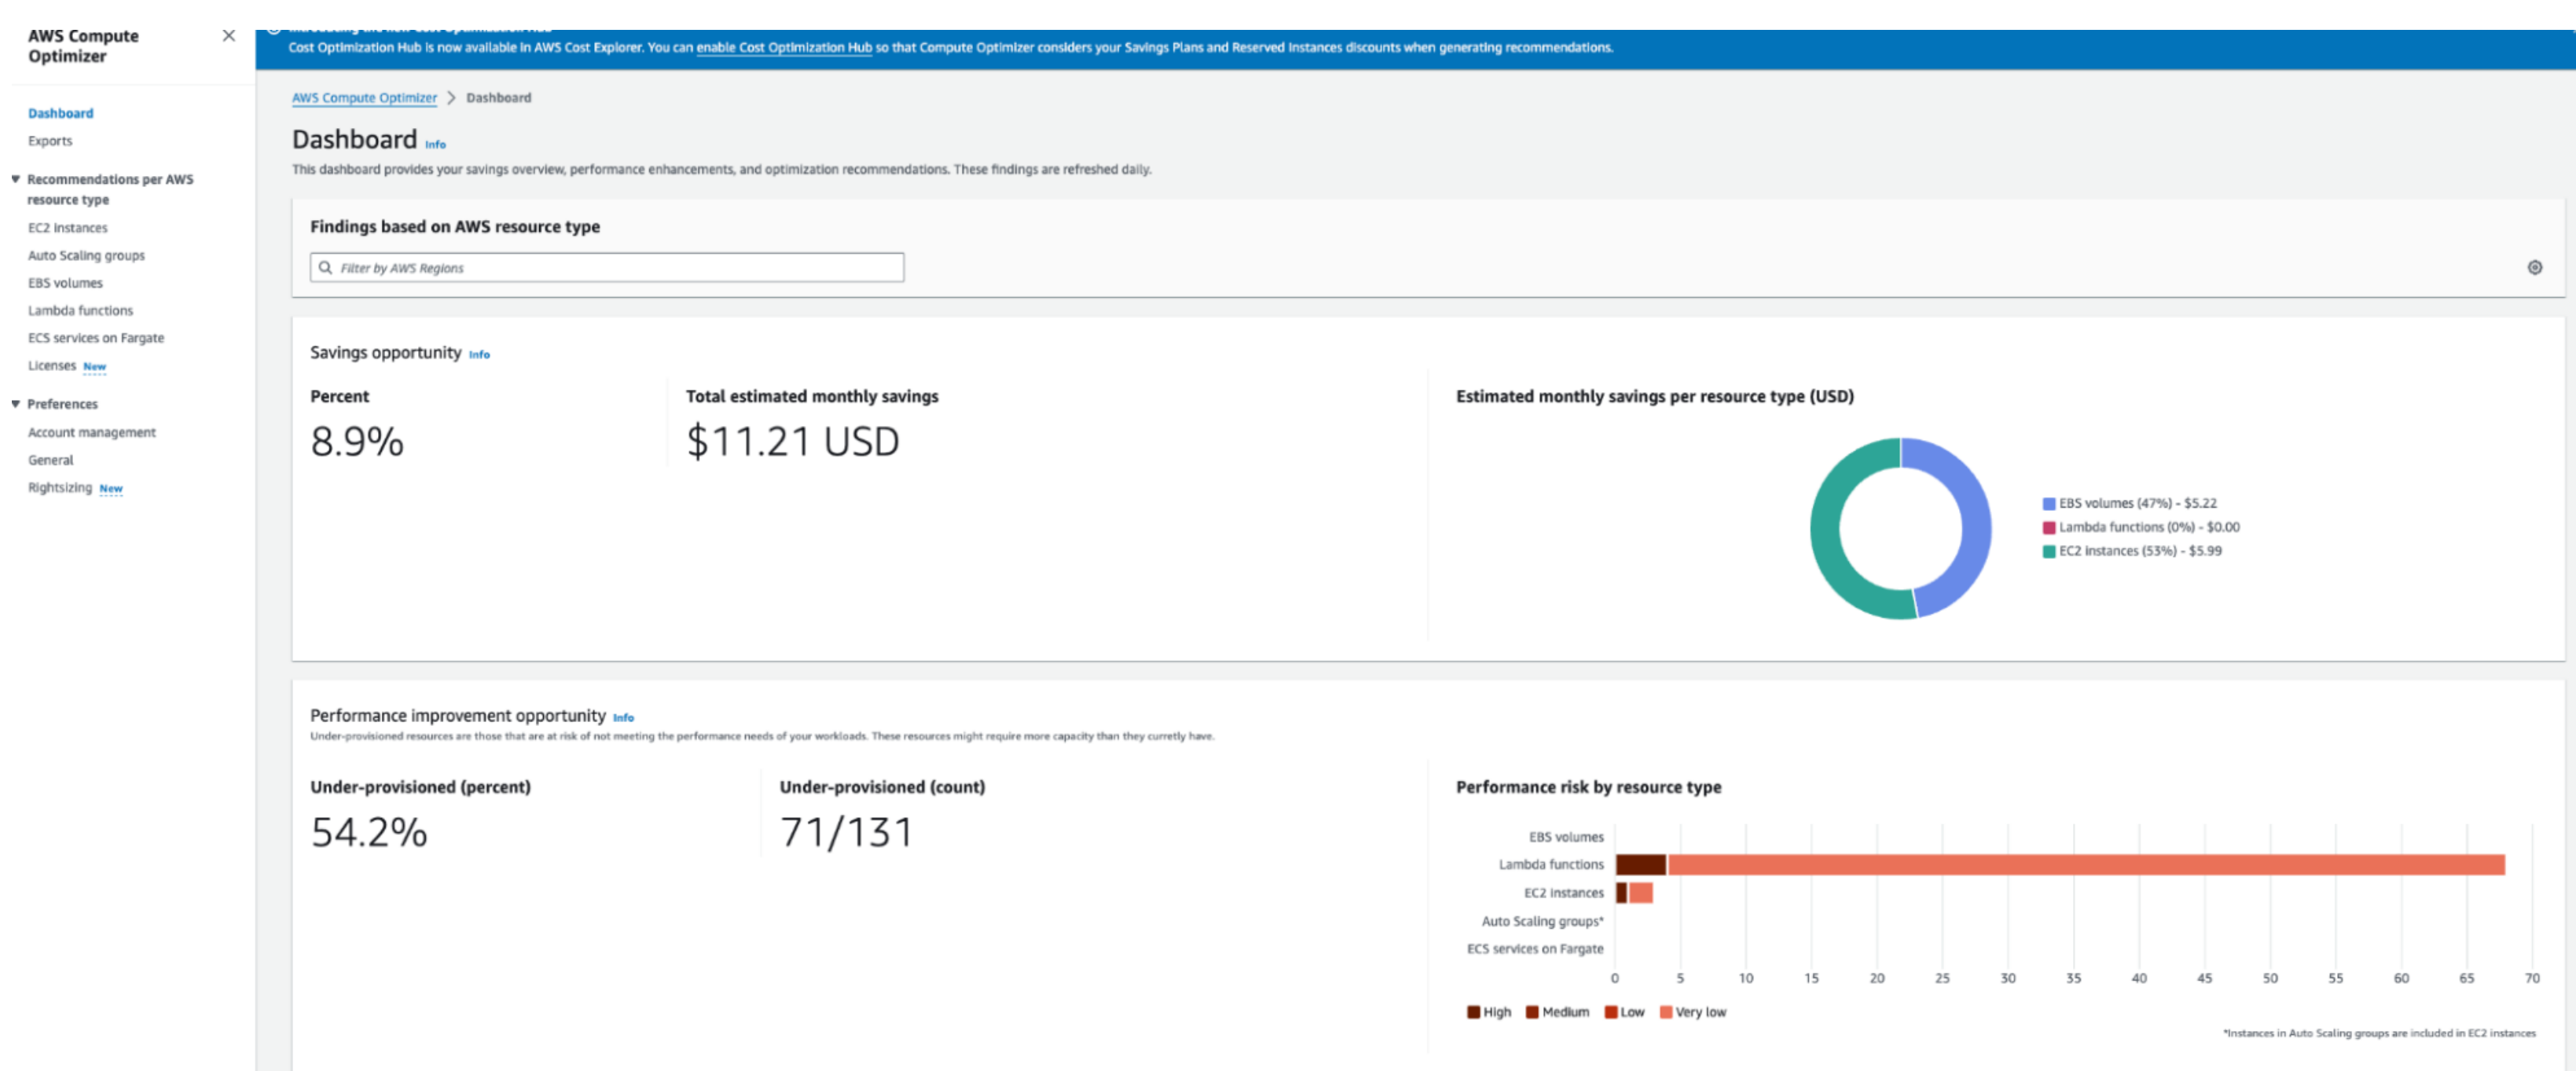 AWS Compute
Optimizer
Dashboard
Exports
Recommendations per AWS
resource type
EC2 instances
Auto Scaling groups
EBS volumes
Lambda functions
ECS services on Fargate
Licenses New
Preferences
Account management
General
Rightsizing New
Cost Optimization Hub is now available in AWS Cost Explorer. You can enable Cost Optimization Hub so that Compute Optimizer considers your Savings Plans and Reserved Instances discounts when generating recommendations.
AWS Compute Optimizer > Dashboard
Dashboard Info
This dashboard provides your savings overview, performance enhancements, and optimization recommendations. These findings are refreshed daily.
Findings based on AWS resource type
Filter by AWS Regions
Savings opportunity Info
Percent
8.9%
Total estimated monthly savings
$11.21 USD
Estimated monthly savings per resource type (USD)
EBS volumes (47%) - $5.22
Lambda functions (0%) - $0.00
EC2 instances (53%) - $5.99
Performance improvement opportunity Info
Under-provisioned resources are those that are at risk of not meeting the performance needs of your workloads. These resources might require more capacity than they curretly have.
Under-provisioned (percent)
54.2%
Under-provisioned (count)
71/131
Performance risk by resource type
EBS volumes
Lambda functions
EC2 instances
Auto Scaling groups*
ECS services on Fargate
0 5 10 15 20 25 30 35 40 45 50 55 60 65 70
High Medium Low Very low
*Instances in Auto Scaling groups are included in EC2 instances